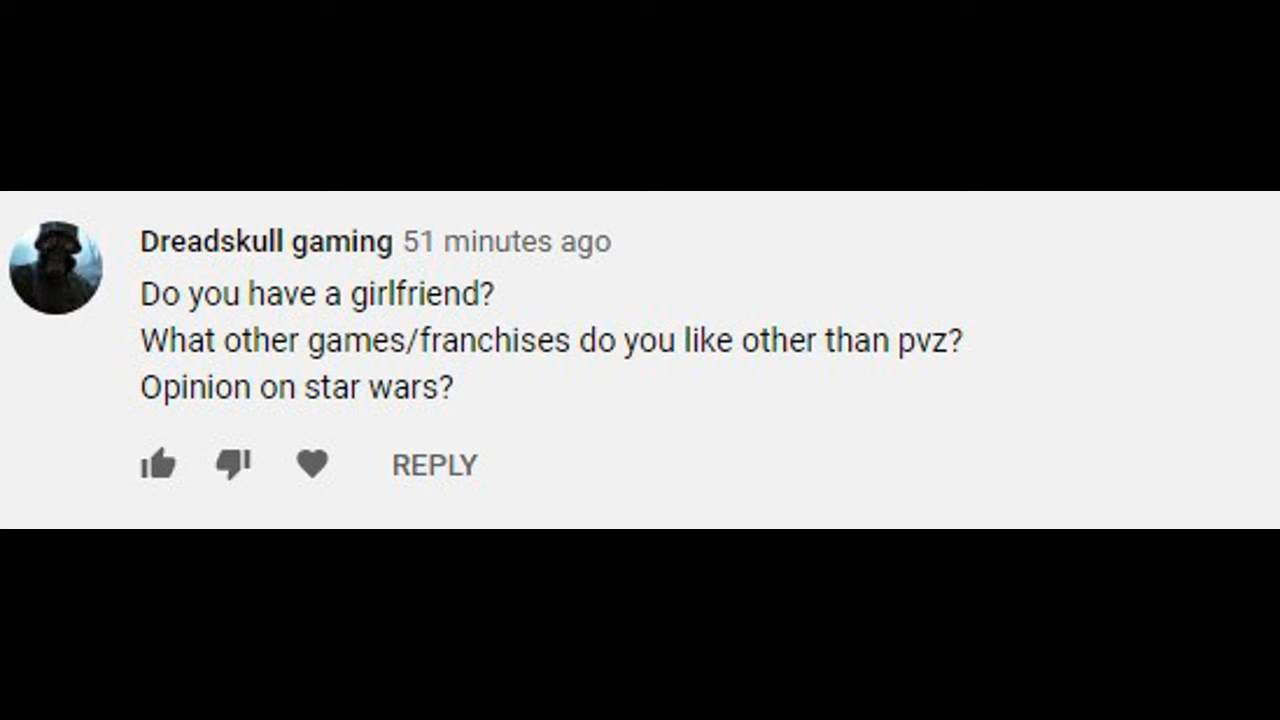 Dreadskull gaming 51 minutes ago
Do you have a girlfriend?
What other games/franchises do you like other than pvz?
Opinion on star wars?
REPLY